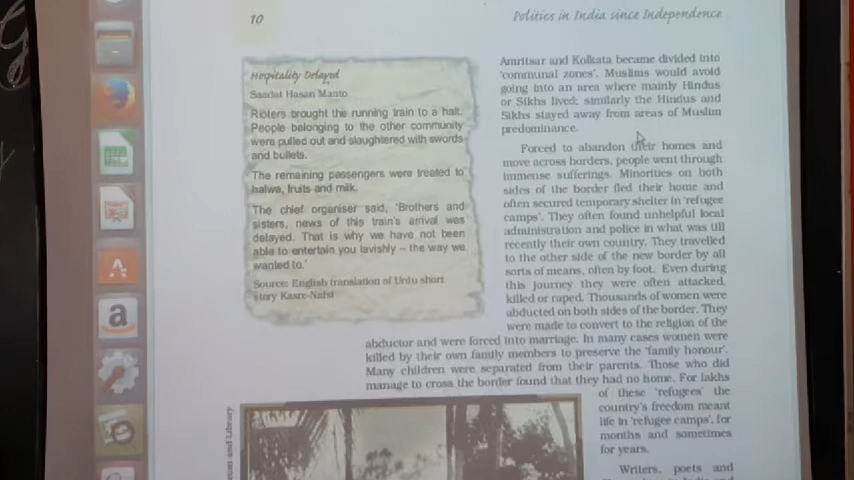 10
Politics in India since Independence
Hospitality Delayed
Saadat Hasan Manto
Rioters brought the running train to a halt.
People belonging to the other community
were pulled out and slaughtered with swords
and bullets.
The remaining passengers were treated to
halwa, fruits and milk.
The chief organiser said, 'Brothers and
sisters, news of this train's arrival was
delayed. That is why we have not been
able to entertain you lavishly – the way we
wanted to.'
Source: English translation of Urdu short
story Kasre-Nafsi
Amritsar and Kolkata became divided into
'communal zones'. Muslims would avoid
going into an area where mainly Hindus
or Sikhs lived; similarly the Hindus and
Sikhs stayed away from areas of Muslim
predominance.
Forced to abandon their homes and
move across borders, people went through
immense sufferings. Minorities on both
sides of the border fled their home and
often secured temporary shelter in 'refugee
camps'. They often found unhelpful local
administration and police in what was till
recently their own country. They travelled
to the other side of the new border by all
sorts of means, often by foot. Even during
this journey they were often attacked,
killed or raped. Thousands of women were
abducted on both sides of the border. They
were made to convert to the religion of the
abductor and were forced into marriage. In many cases women were
killed by their own family members to preserve the 'family honour'.
Many children were separated from their parents. Those who did
manage to cross the border found that they had no home. For lakhs
of these 'refugees' the
country's freedom meant
life in 'refugee camps', for
months and sometimes
for years.
Writers, poets and
and Library
a